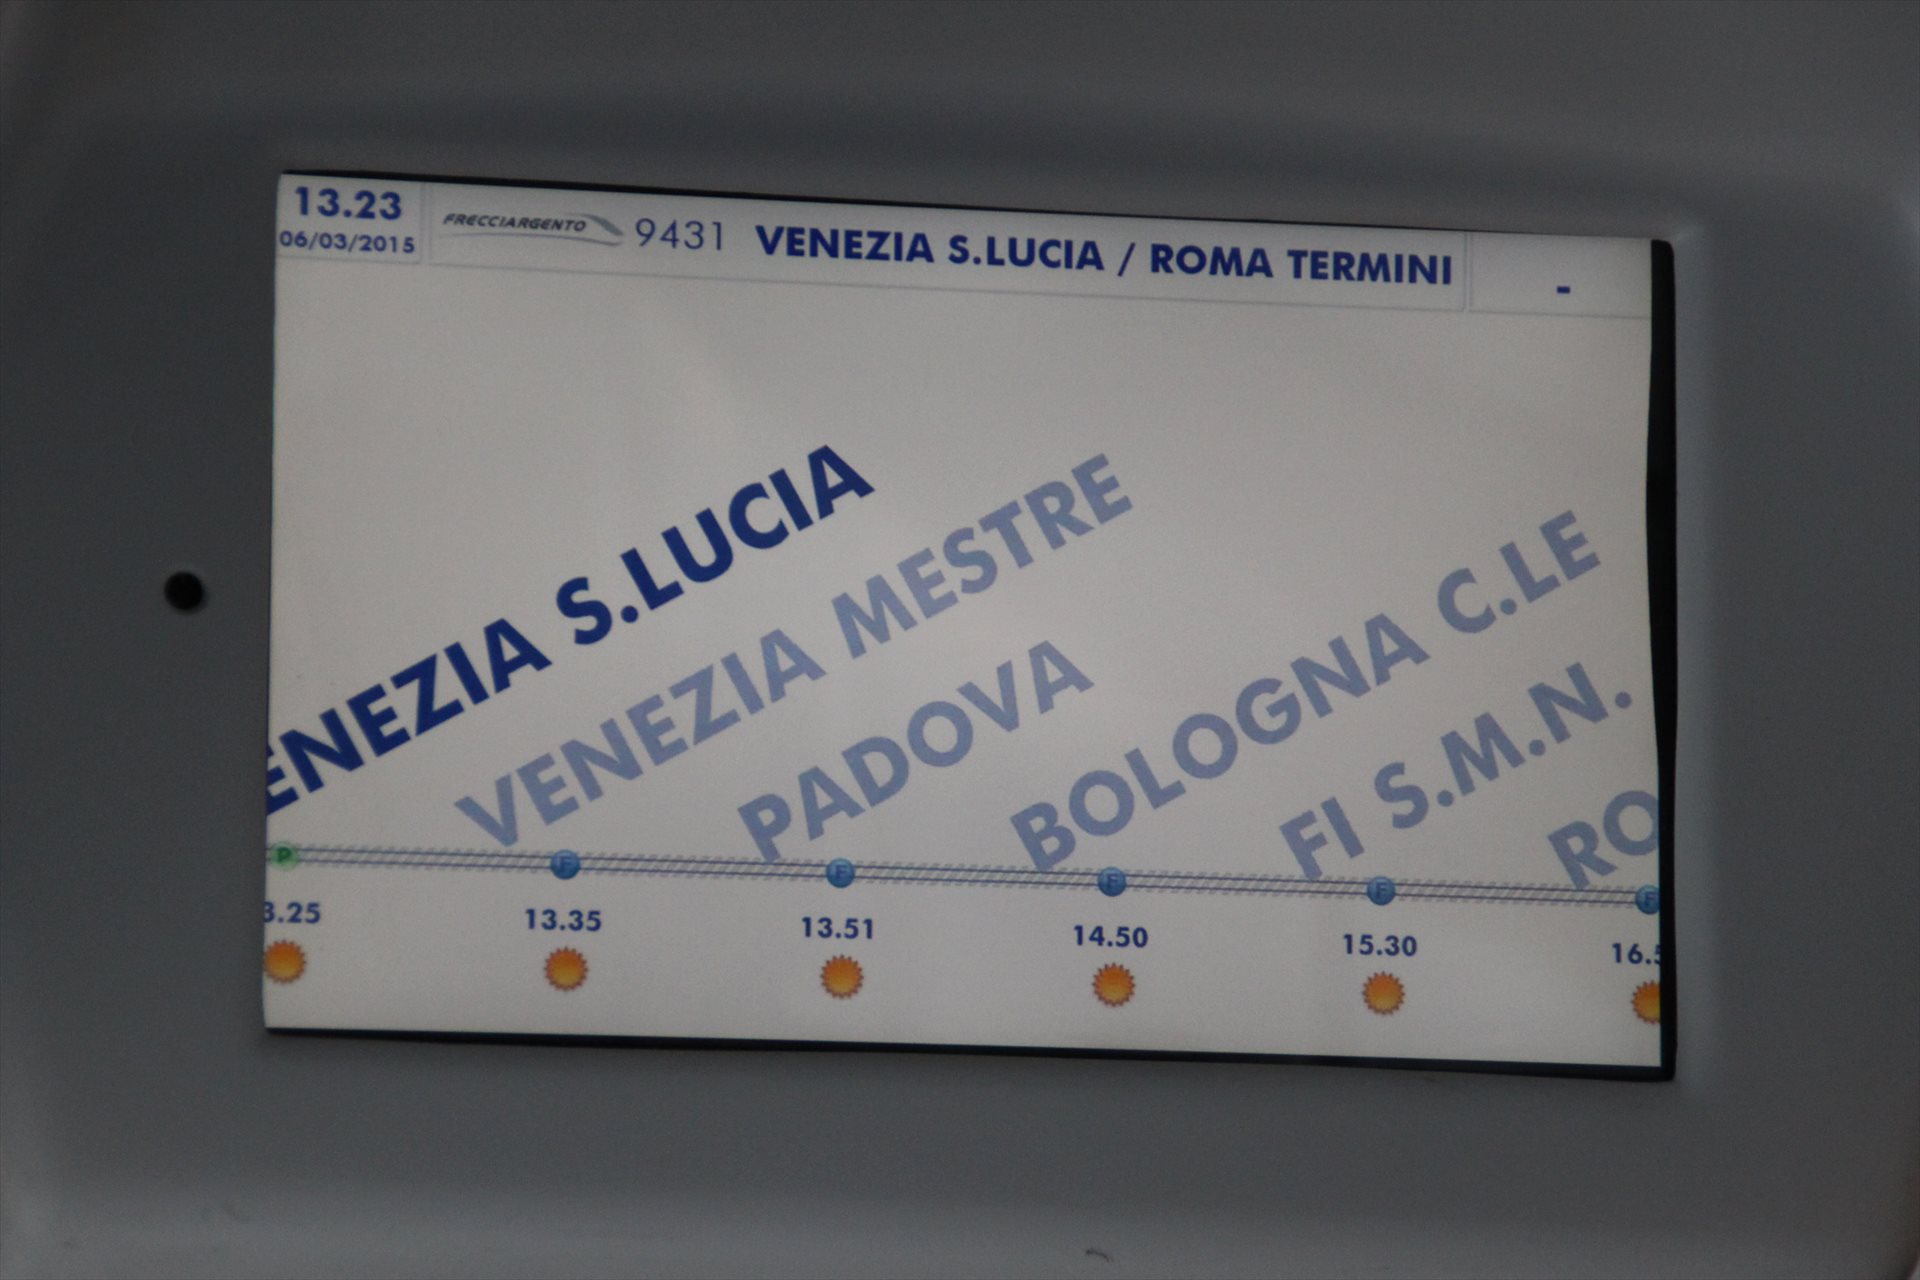 13.23
06/03/2015
FRECCIARGENTO 9431 VENEZIA S.LUCIA / ROMA TERMINI
-
ENEZIA S.LUCIA
VENEZIA MESTRE
PADOVA
BOLOGNA C.LE
FI S.M.N.
RO
P F F F F F
3.25 13.35 13.51 14.50 15.30 16.5